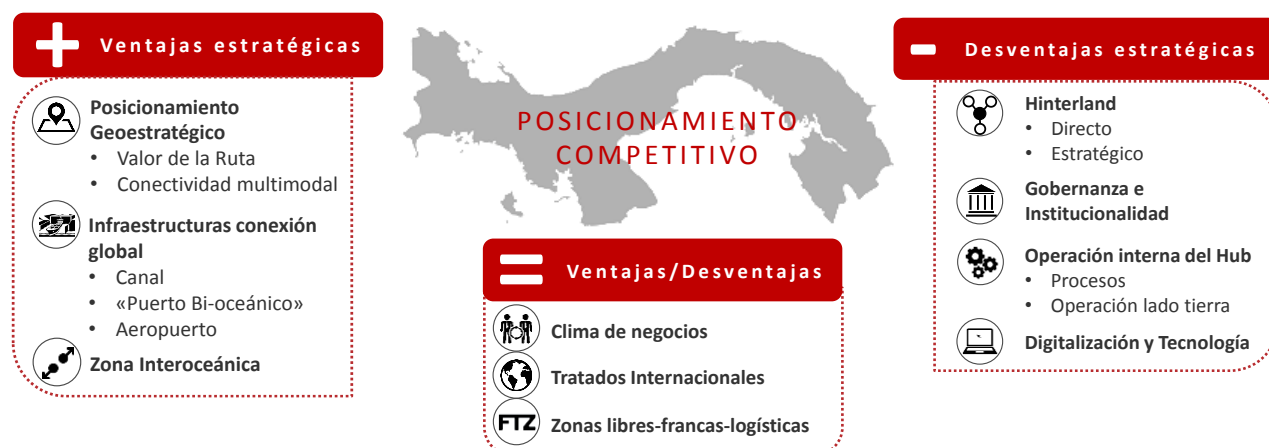 Ventajas estratégicas
Posicionamiento
Geoestratégico
• Valor de la Ruta
• Conectividad multimodal
Infraestructuras conexión
global
• Canal
• «Puerto Bi-oceánico»
• Aeropuerto
Zona Interoceánica
POSICIONAMIENTO
COMPETITIVO
Ventajas/Desventajas
Clima de negocios
Tratados Internacionales
FTZ
Zonas libres-francas-logísticas
Desventajas estratégicas
Hinterland
• Directo
• Estratégico
Gobernanza e
Institucionalidad
Operación interna del Hub
• Procesos
• Operación lado tierra
Digitalización y Tecnología